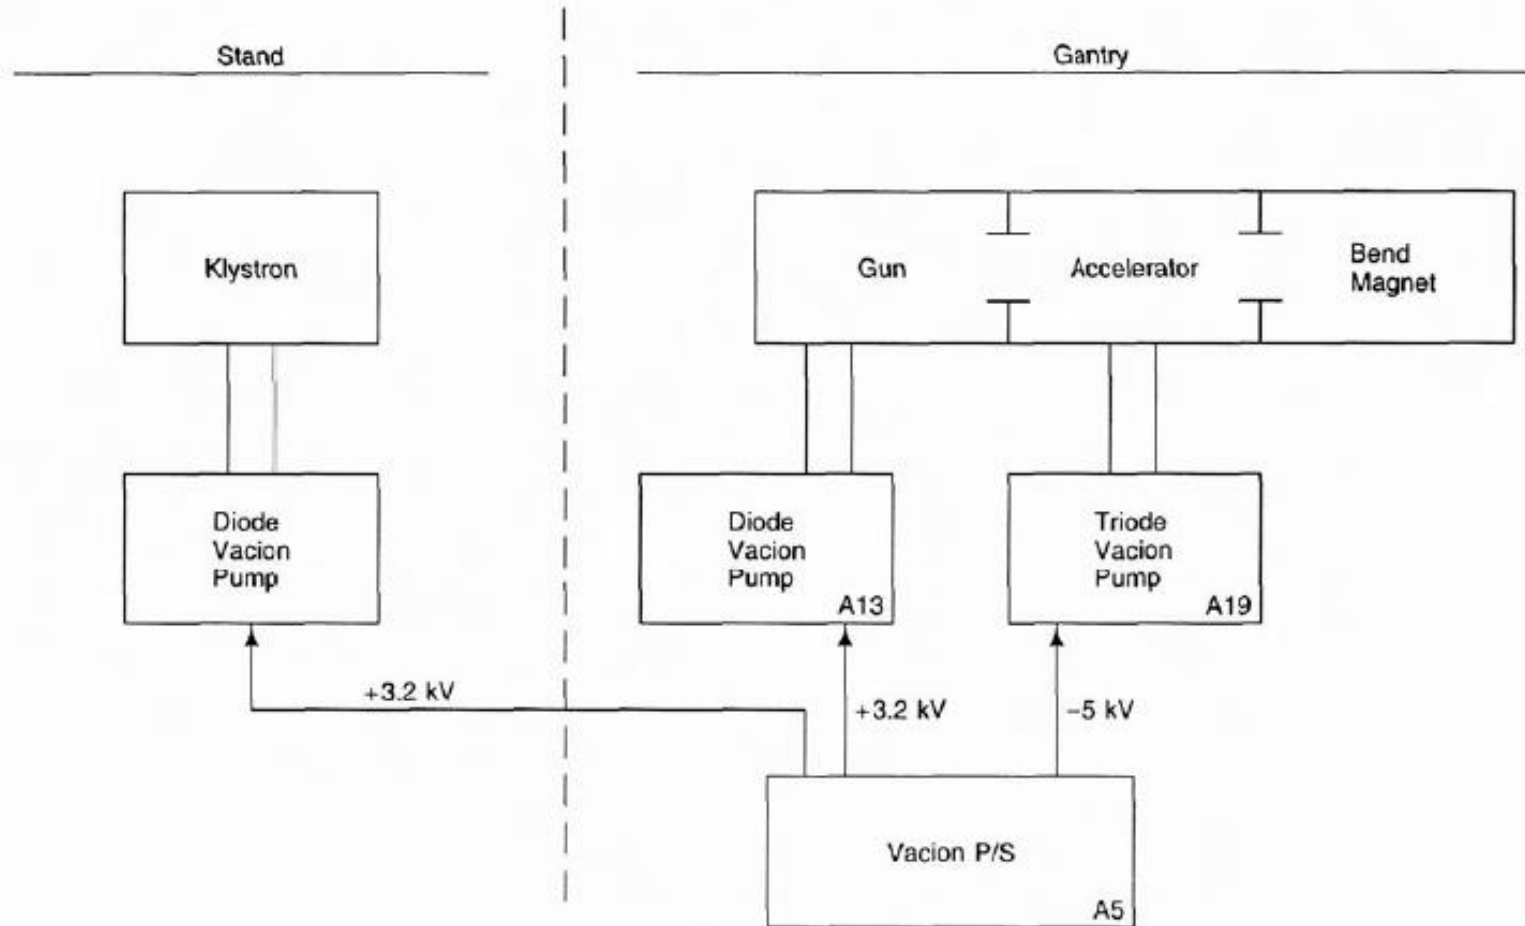 Stand
Gantry
Klystron
Gun
Accelerator
Bend
Magnet
Diode
Vacion
Pump
Diode
Vacion
Pump
A13
Triode
Vacion
Pump
A19
+3.2 kV
+3.2 kV
–5 kV
Vacion P/S
A5